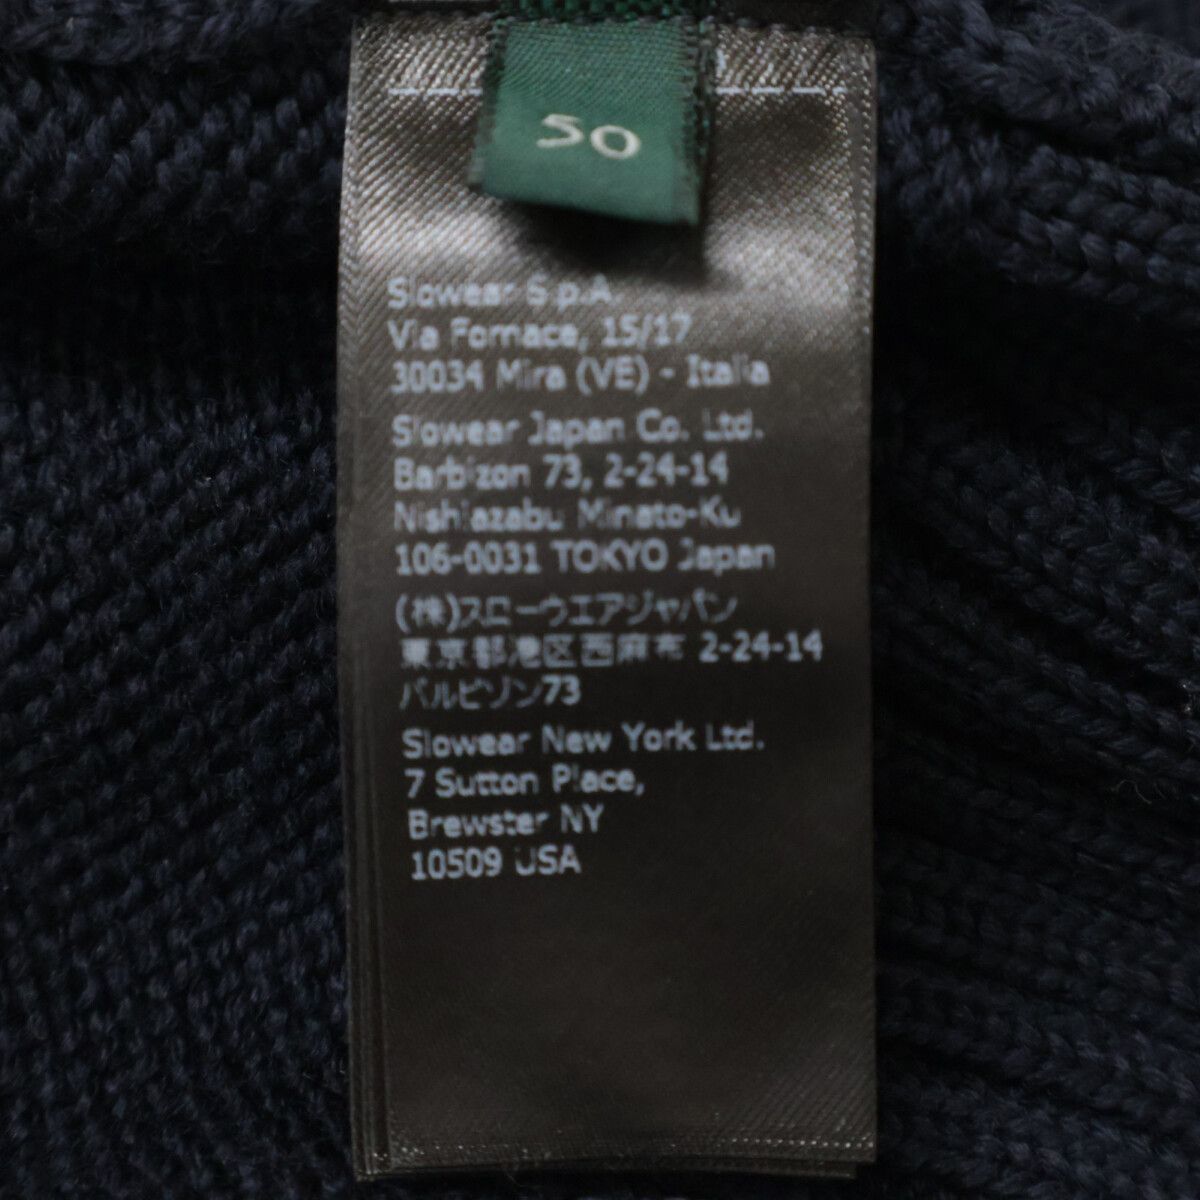 50
Slowear S.p.A.
Via Fornace, 15/17
30034 Mira (VE) - Italia
Slowear Japan Co. Ltd.
Barbizon 73, 2-24-14
Nishiazabu Minato-Ku
106-0031 TOKYO Japan
(株)スローウエアジャパン
東京都港区西麻布 2-24-14
バルビゾン73
Slowear New York Ltd.
7 Sutton Place,
Brewster NY
10509 USA